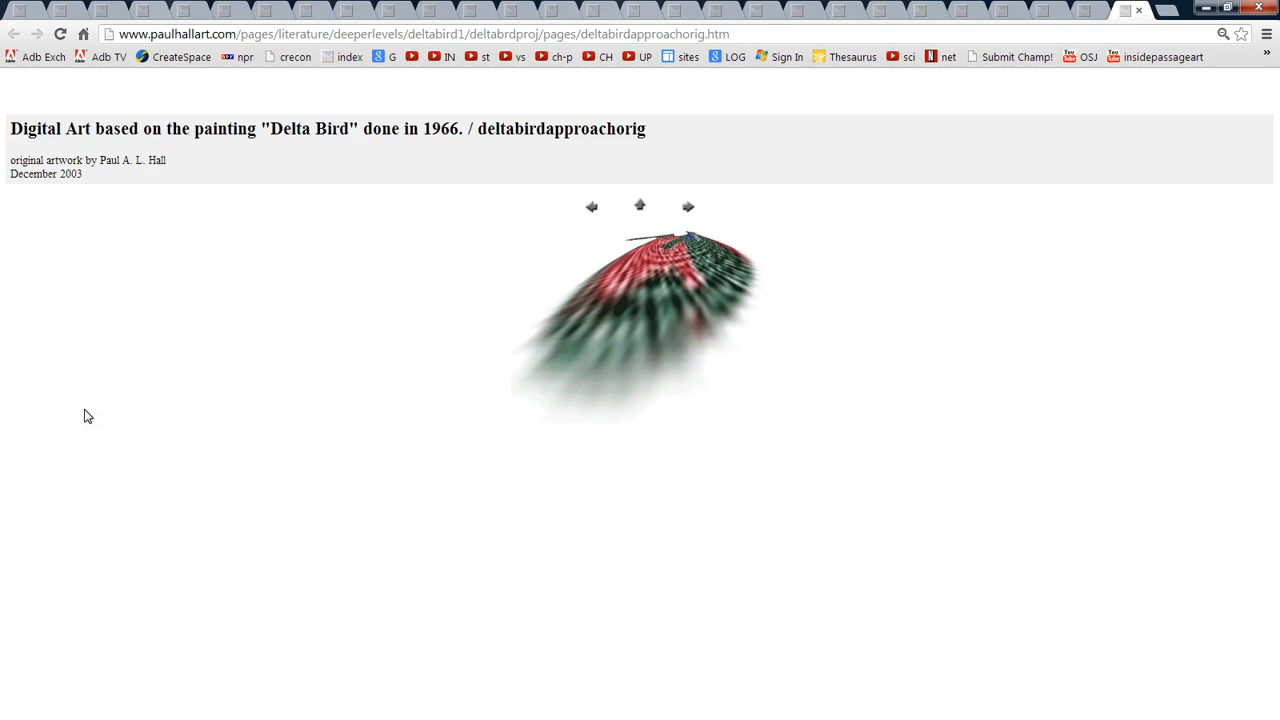 www.paulhallart.com/pages/literature/deeperlevels/deltabird1/deltabrdproj/pages/deltabirdapproachorig.htm
Adb Exch Adb TV CreateSpace npr crecon index G IN st vs ch-p CH UP sites LOG Sign In Thesaurus sci net Submit Champ! OSJ insidepassageart »
Digital Art based on the painting "Delta Bird" done in 1966. / deltabirdapproachorig
original artwork by Paul A. L. Hall
December 2003